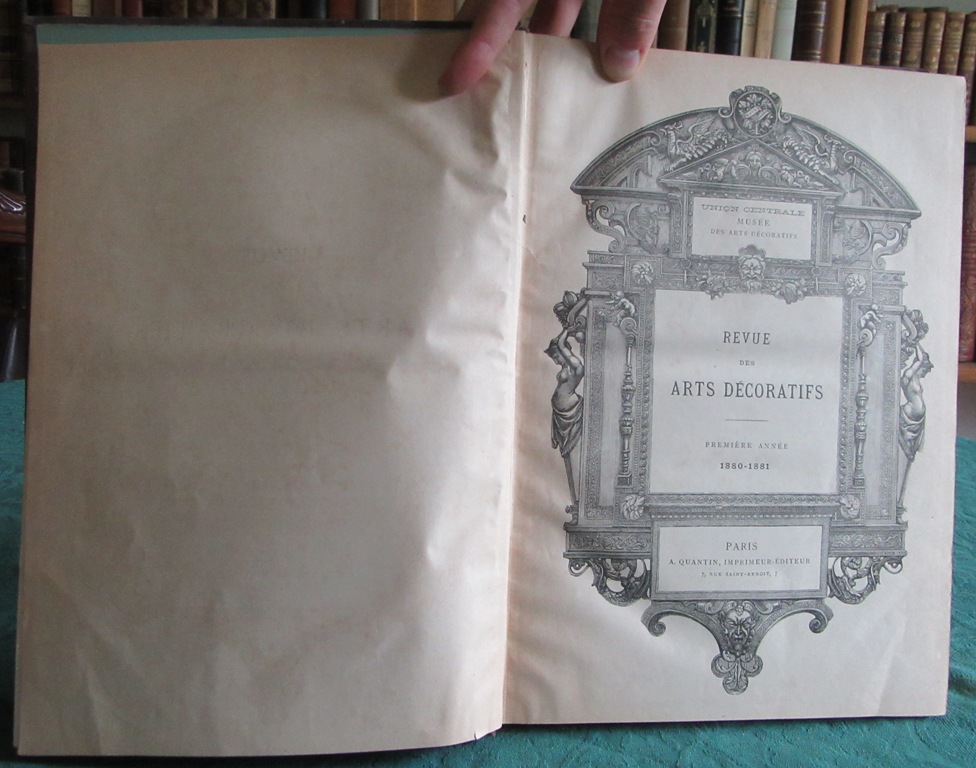 UNION CENTRALE
MUSÉE
DES ARTS DÉCORATIFS
REVUE
DES
ARTS DÉCORATIFS
PREMIÈRE ANNÉE
1880-1881
PARIS
A. QUANTIN, IMPRIMEUR-ÉDITEUR
7, RUE SAINT-BENOIT, 7